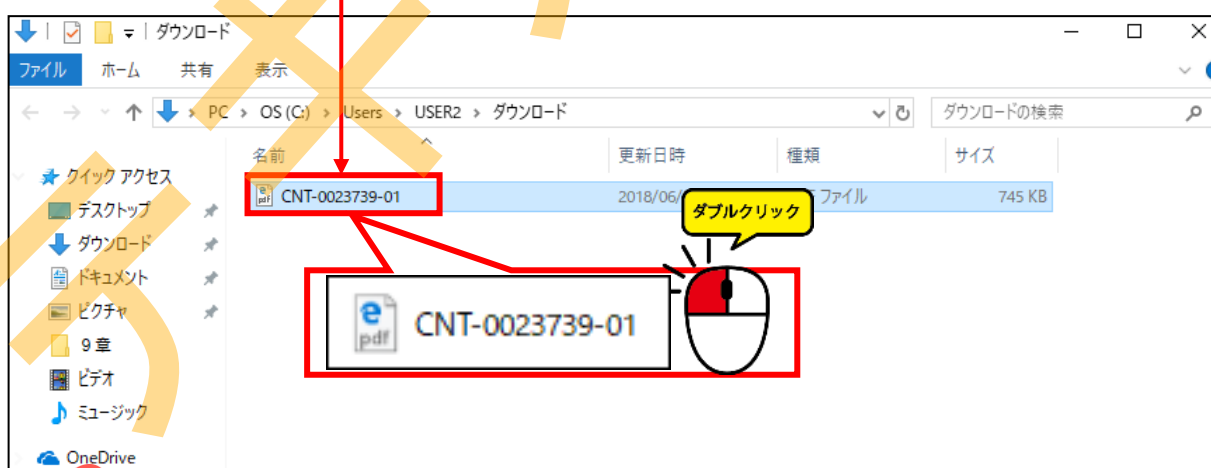 ダウンロード
ファイル ホーム 共有 表示
PC › OS (C:) › Users › USER2 › ダウンロード
ダウンロードの検索
名前 更新日時 種類 サイズ
クイック アクセス
CNT-0023739-01 2018/06/ ファイル 745 KB
ダブルクリック
デスクトップ
ダウンロード
ドキュメント
ピクチャ
9 章
ビデオ
ミュージック
OneDrive
pdf CNT-0023739-01